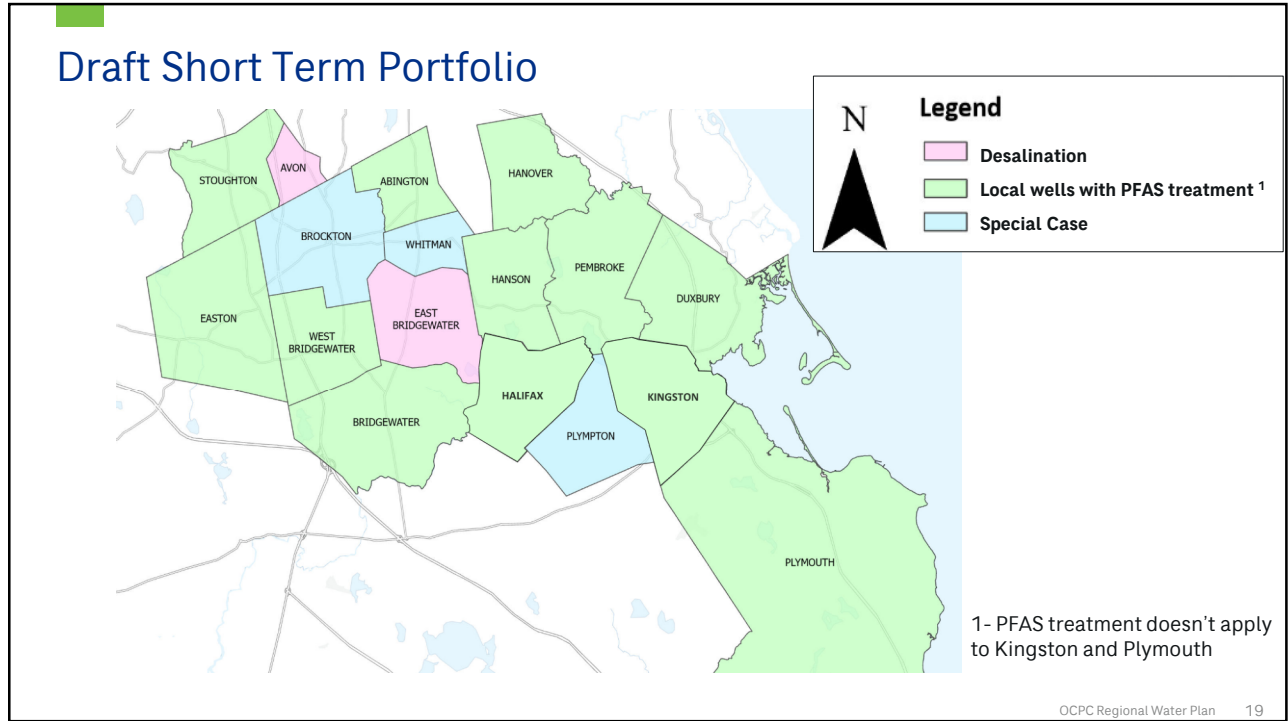 Draft Short Term Portfolio
N
Legend
Desalination
Local wells with PFAS treatment ¹
Special Case
STOUGHTON
AVON
ABINGTON
HANOVER
BROCKTON
WHITMAN
HANSON
PEMBROKE
DUXBURY
EASTON
WEST
BRIDGEWATER
EAST
BRIDGEWATER
HALIFAX
KINGSTON
BRIDGEWATER
PLYMPTON
PLYMOUTH
1- PFAS treatment doesn't apply
to Kingston and Plymouth
OCPC Regional Water Plan 19